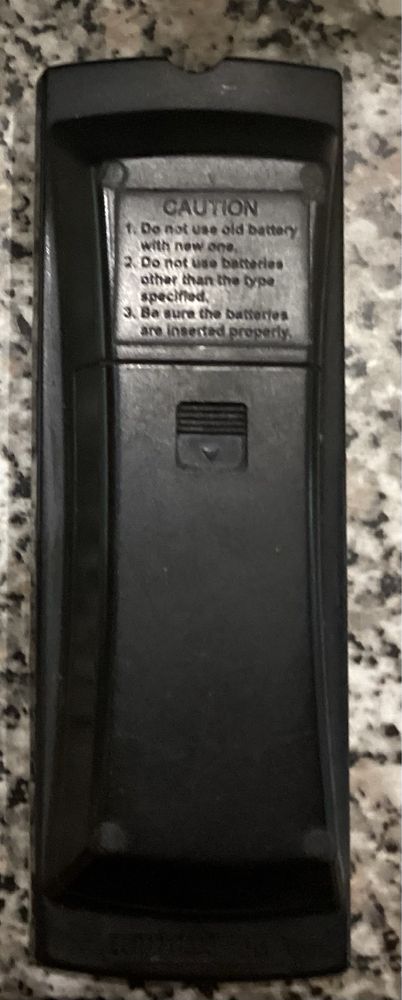 CAUTION
1. Do not use old battery
with new one.
2. Do not use batteries
other than the type
specified.
3. Be sure the batteries
are inserted properly.